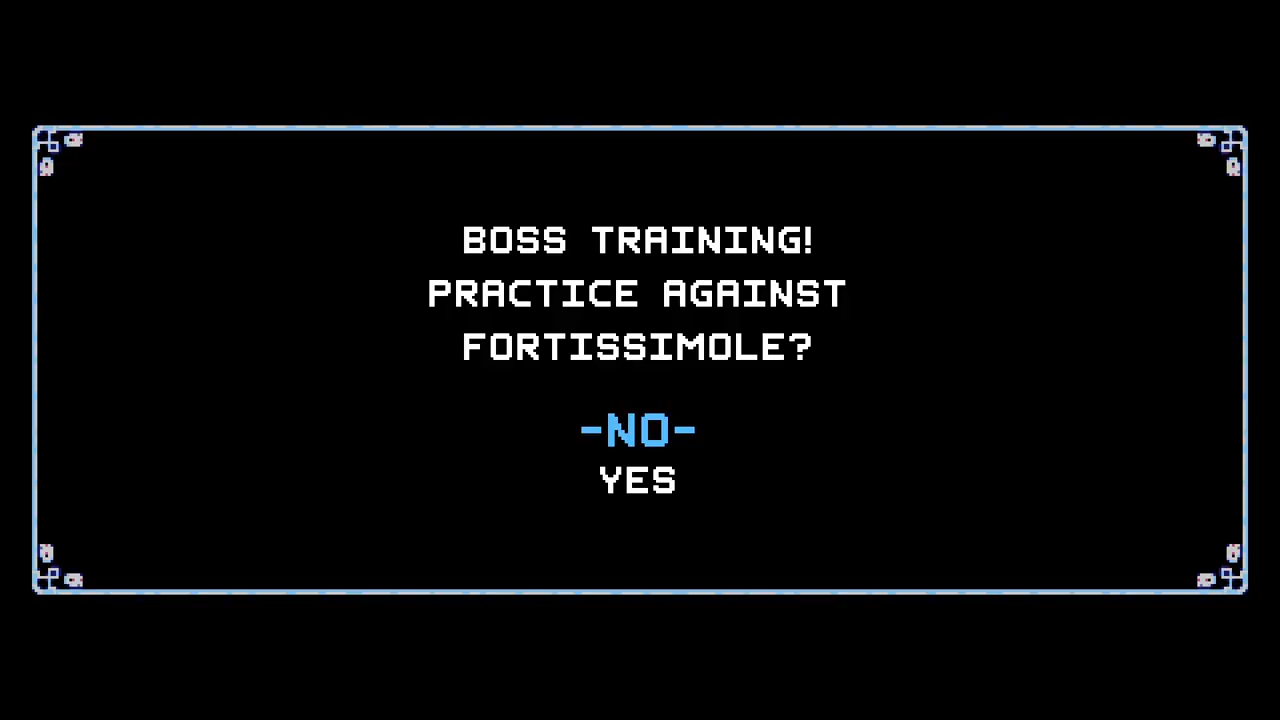 BOSS TRAINING!
PRACTICE AGAINST
FORTISSIMOLE?
-NO-
YES